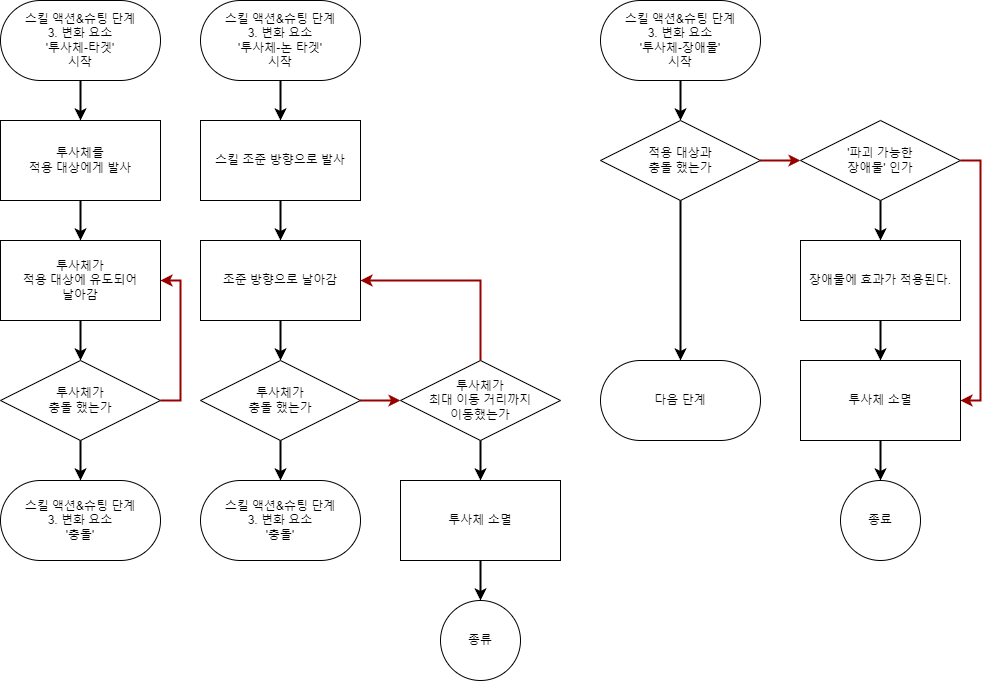 스킬 액션&슈팅 단계
3. 변화 요소
'투사체-타겟'
시작
투사체를
적용 대상에게 발사
투사체가
적용 대상에 유도되어
날아감
투사체가
충돌 했는가
스킬 액션&슈팅 단계
3. 변화 요소
'충돌'
스킬 액션&슈팅 단계
3. 변화 요소
'투사체-논 타겟'
시작
스킬 조준 방향으로 발사
조준 방향으로 날아감
투사체가
충돌 했는가
투사체가
최대 이동 거리까지
이동했는가
스킬 액션&슈팅 단계
3. 변화 요소
'충돌'
투사체 소멸
종류
스킬 액션&슈팅 단계
3. 변화 요소
'투사체-장애물'
시작
적용 대상과
충돌 했는가
'파괴 가능한
장애물' 인가
장애물에 효과가 적용된다.
다음 단계
투사체 소멸
종료